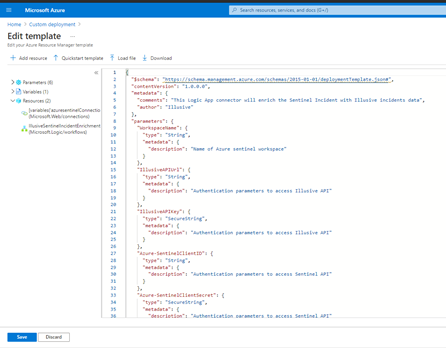 Microsoft Azure
Search resources, services, and docs (G+/)
Home > Custom deployment >
Edit template ...
Edit your Azure Resource Manager template
+ Add resource ↑ Quickstart template Load file Download
Parameters (8)
Variables (1)
Resources (2)
[variables('azuresentinelConnectio
(Microsoft.Web/connections)
IllusiveSentinelIncidentEnrichment
(Microsoft.Logic/workflows)
1 {
2 "$schema": "https://schema.management.azure.com/schemas/2015-01-01/deploymentTemplate.json#",
3 "contentVersion": "1.0.0.0",
4 "metadata": {
5 "comments": "This Logic App connector will enrich the Sentinel Incident with Illusive incidents data",
6 "author": "Illusive"
7 },
8 "parameters": {
9 "WorkspaceName": {
10 "type": "String",
11 "metadata": {
12 "description": "Name of Azure sentinel workspace"
13 }
14 },
15 "IllusiveAPIUrl": {
16 "type": "String",
17 "metadata": {
18 "description": "Authentication parameters to access Illusive API"
19 }
20 },
21 "IllusiveAPIKey": {
22 "type": "SecureString",
23 "metadata": {
24 "description": "Authentication parameters to access Illusive API"
25 }
26 },
27 "Azure-SentinelClientID": {
28 "type": "String",
29 "metadata": {
30 "description": "Authentication parameters to access Sentinel API"
31 }
32 },
33 "Azure-SentinelClientSecret": {
34 "type": "SecureString",
35 "metadata": {
36 "description": "Authentication parameters to access Sentinel API"
Save Discard